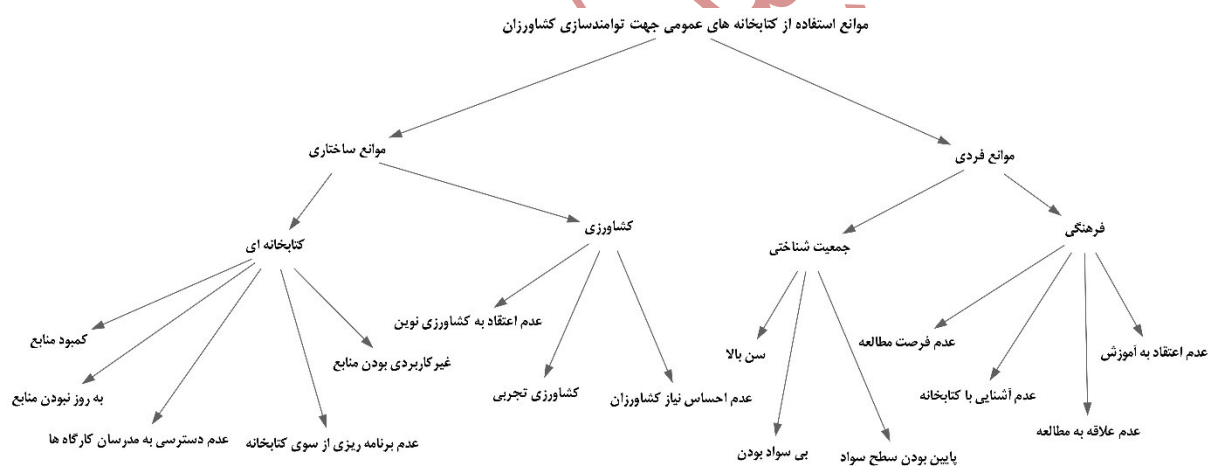 موانع استفاده از کتابخانه های عمومی جهت توامندسازی کشاورزان
موانع فردی
موانع ساختاری
فرهنگی
جمعیت شناختی
کشاورزی
کتابخانه ای
عدم اعتقاد به آموزش
عدم علاقه به مطالعه
عدم آشنایی با کتابخانه
عدم فرصت مطالعه
پایین بودن سطح سواد
بی سواد بودن
سن بالا
عدم احساس نیاز کشاورزان
کشاورزی تجربی
عدم اعتقاد به کشاورزی نوین
غیرکاربردی بودن منابع
عدم برنامه ریزی از سوی کتابخانه
عدم دسترسی به مدرسان کارگاه ها
به روز نبودن منابع
کمبود منابع